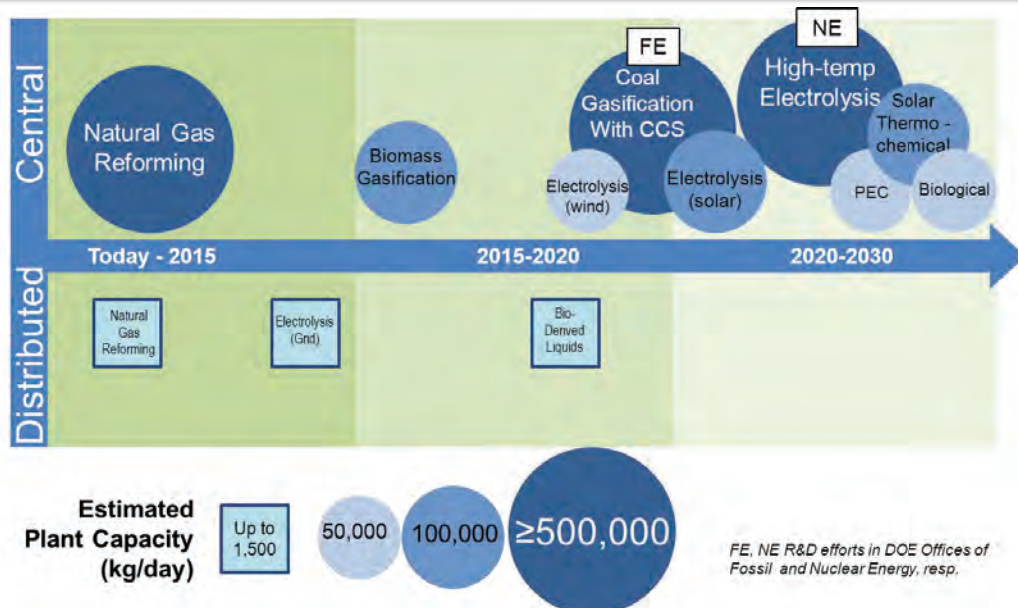 Central
Natural Gas
Reforming
Biomass
Gasification
FE
Coal
Gasification
With CCS
Electrolysis
(wind)
Electrolysis
(solar)
NE
High-temp
Electrolysis
Solar
Thermo -
chemical
PEC
Biological
Today - 2015
2015-2020
2020-2030
Distributed
Natural
Gas
Reforming
Electrolysis
(Grid)
Bio-
Derived
Liquids
Estimated
Plant Capacity
(kg/day)
Up to
1,500
50,000
100,000
≥500,000
FE, NE R&D efforts in DOE Offices of
Fossil and Nuclear Energy, resp.